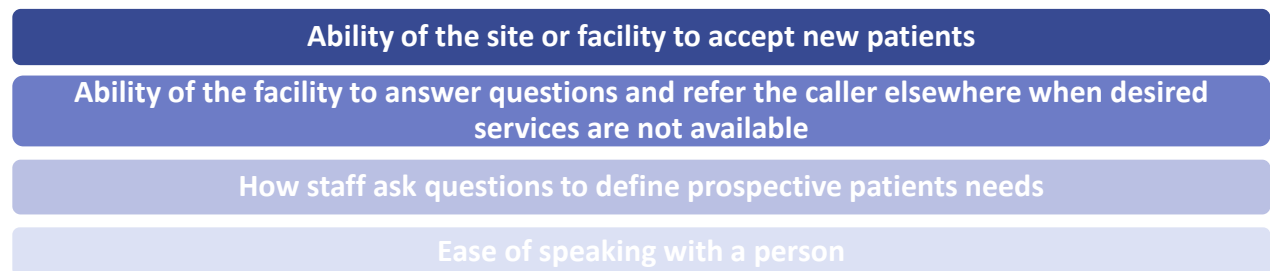 Ability of the site or facility to accept new patients
Ability of the facility to answer questions and refer the caller elsewhere when desired
services are not available
How staff ask questions to define prospective patients needs
Ease of speaking with a person